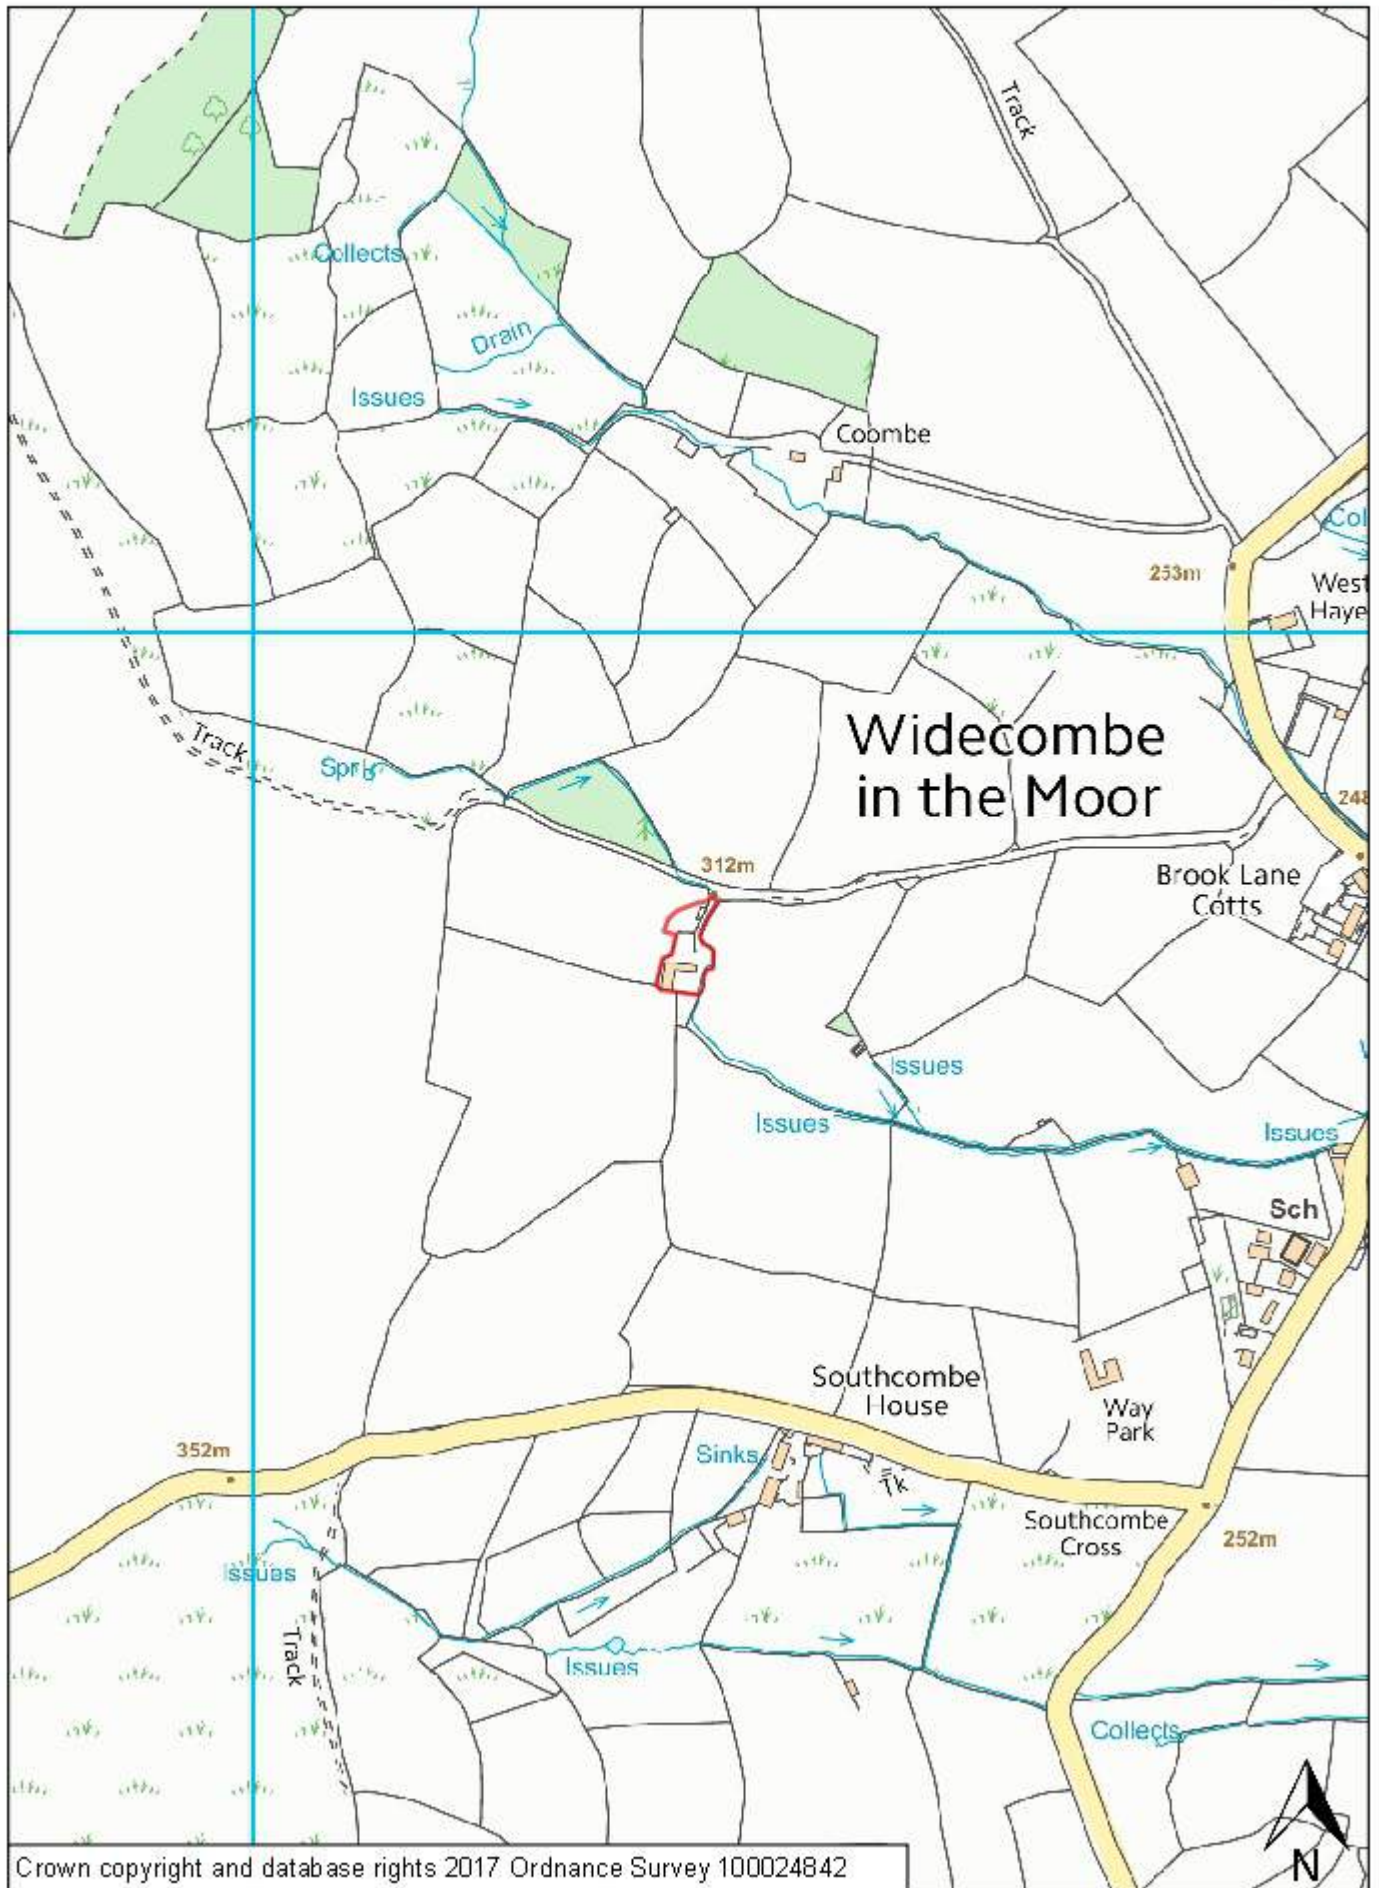 Track
Collects
Drain
Issues
Coombe
Col
253m
West
Haye
Track
Widecombe
in the Moor
248
312m
Brook Lane
Cotts
Issues
Issues
Issues
Sch
Southcombe
House
Way
Park
352m
Sinks
Tk
Southcombe
Cross
252m
Issues
Track
Issues
Collects
N
Crown copyright and database rights 2017 Ordnance Survey 100024842